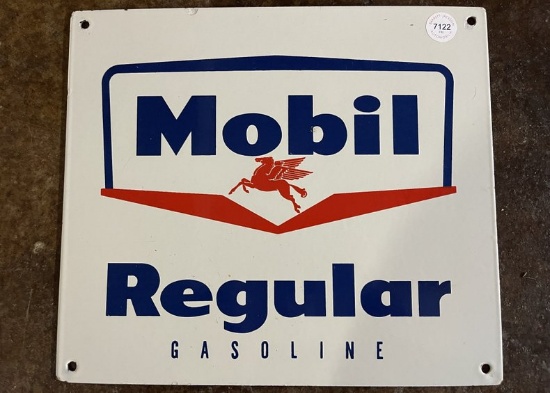 7122
Mobil
Regular
GASOLINE